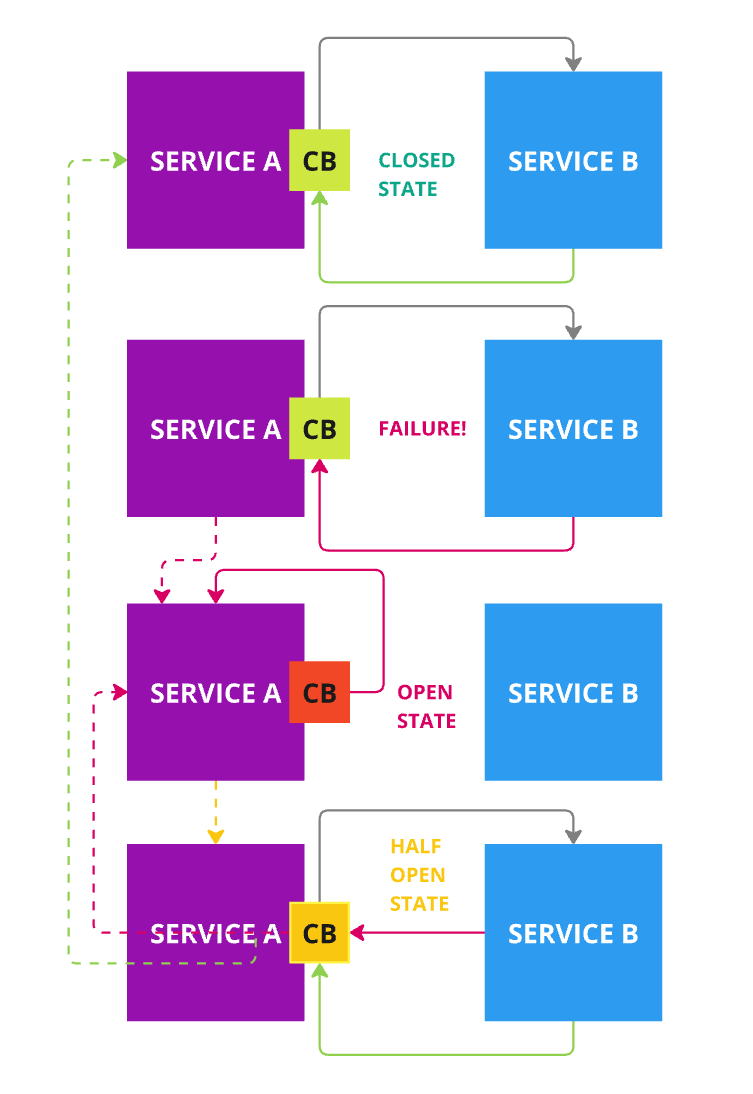 SERVICE A
CB
CLOSED
STATE
SERVICE B
SERVICE A
CB
FAILURE!
SERVICE B
SERVICE A
CB
OPEN
STATE
SERVICE B
HALF
OPEN
STATE
SERVICE A
CB
SERVICE B